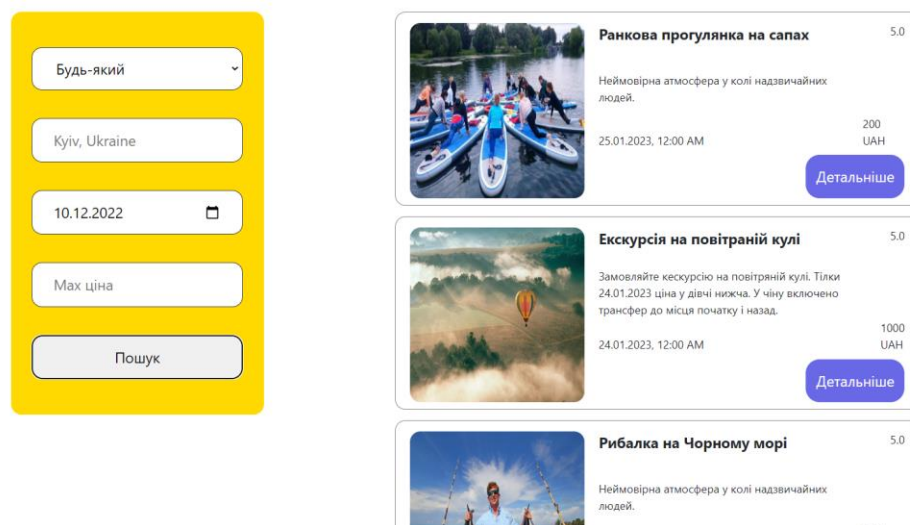 Будь-який
Kyiv, Ukraine
10.12.2022
Max ціна
Пошук
Ранкова прогулянка на сапах
5.0
Неймовірна атмосфера у колі надзвичайних
людей.
25.01.2023, 12:00 AM
200
UAH
Детальніше
Екскурсія на повітраній кулі
5.0
Замовляйте кескурсію на повітряній кулі. Тілки
24.01.2023 ціна у дівчі нижча. У чіну включено
трансфер до місця початку і назад.
24.01.2023, 12:00 AM
1000
UAH
Детальніше
Рибалка на Чорному морі
5.0
Неймовірна атмосфера у колі надзвичайних
людей.